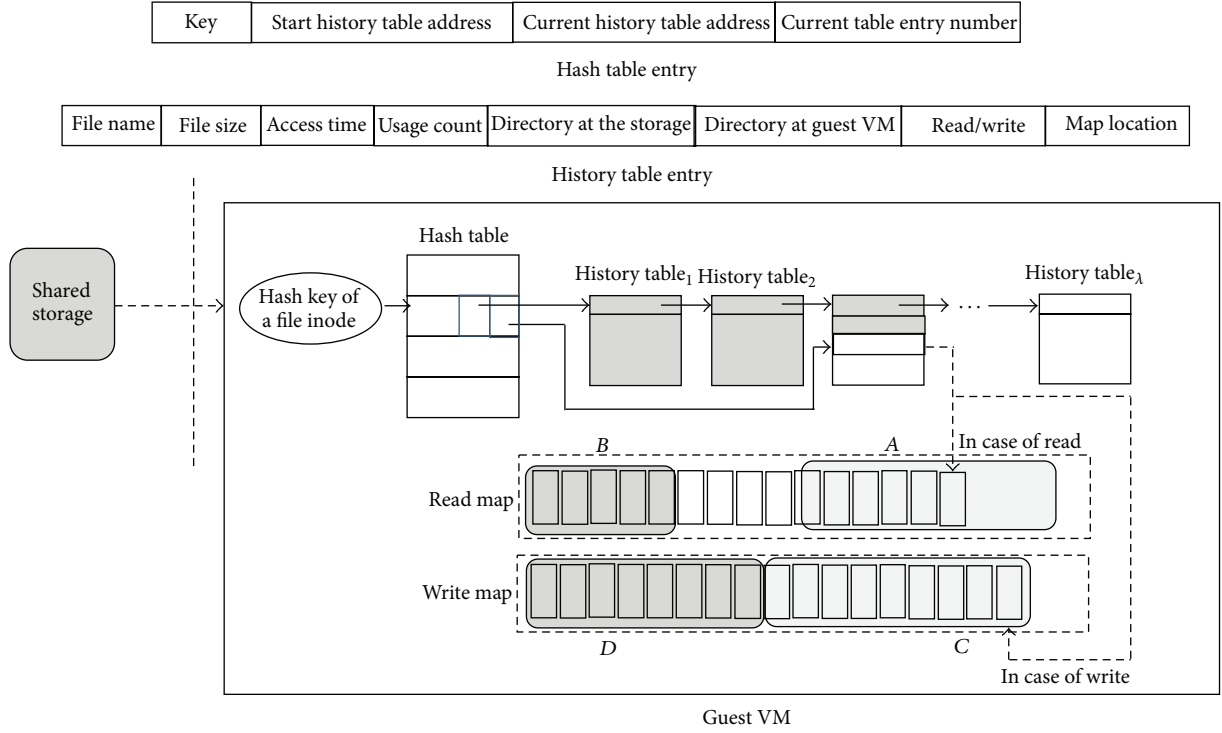 Key Start history table address Current history table address Current table entry number
Hash table entry
File name File size Access time Usage count Directory at the storage Directory at guest VM Read/write Map location
History table entry
Shared
storage
Hash key of
a file inode
Hash table
History table₁ History table₂ History table_λ
...
In case of read
B A
Read map
Write map
D C
In case of write
Guest VM